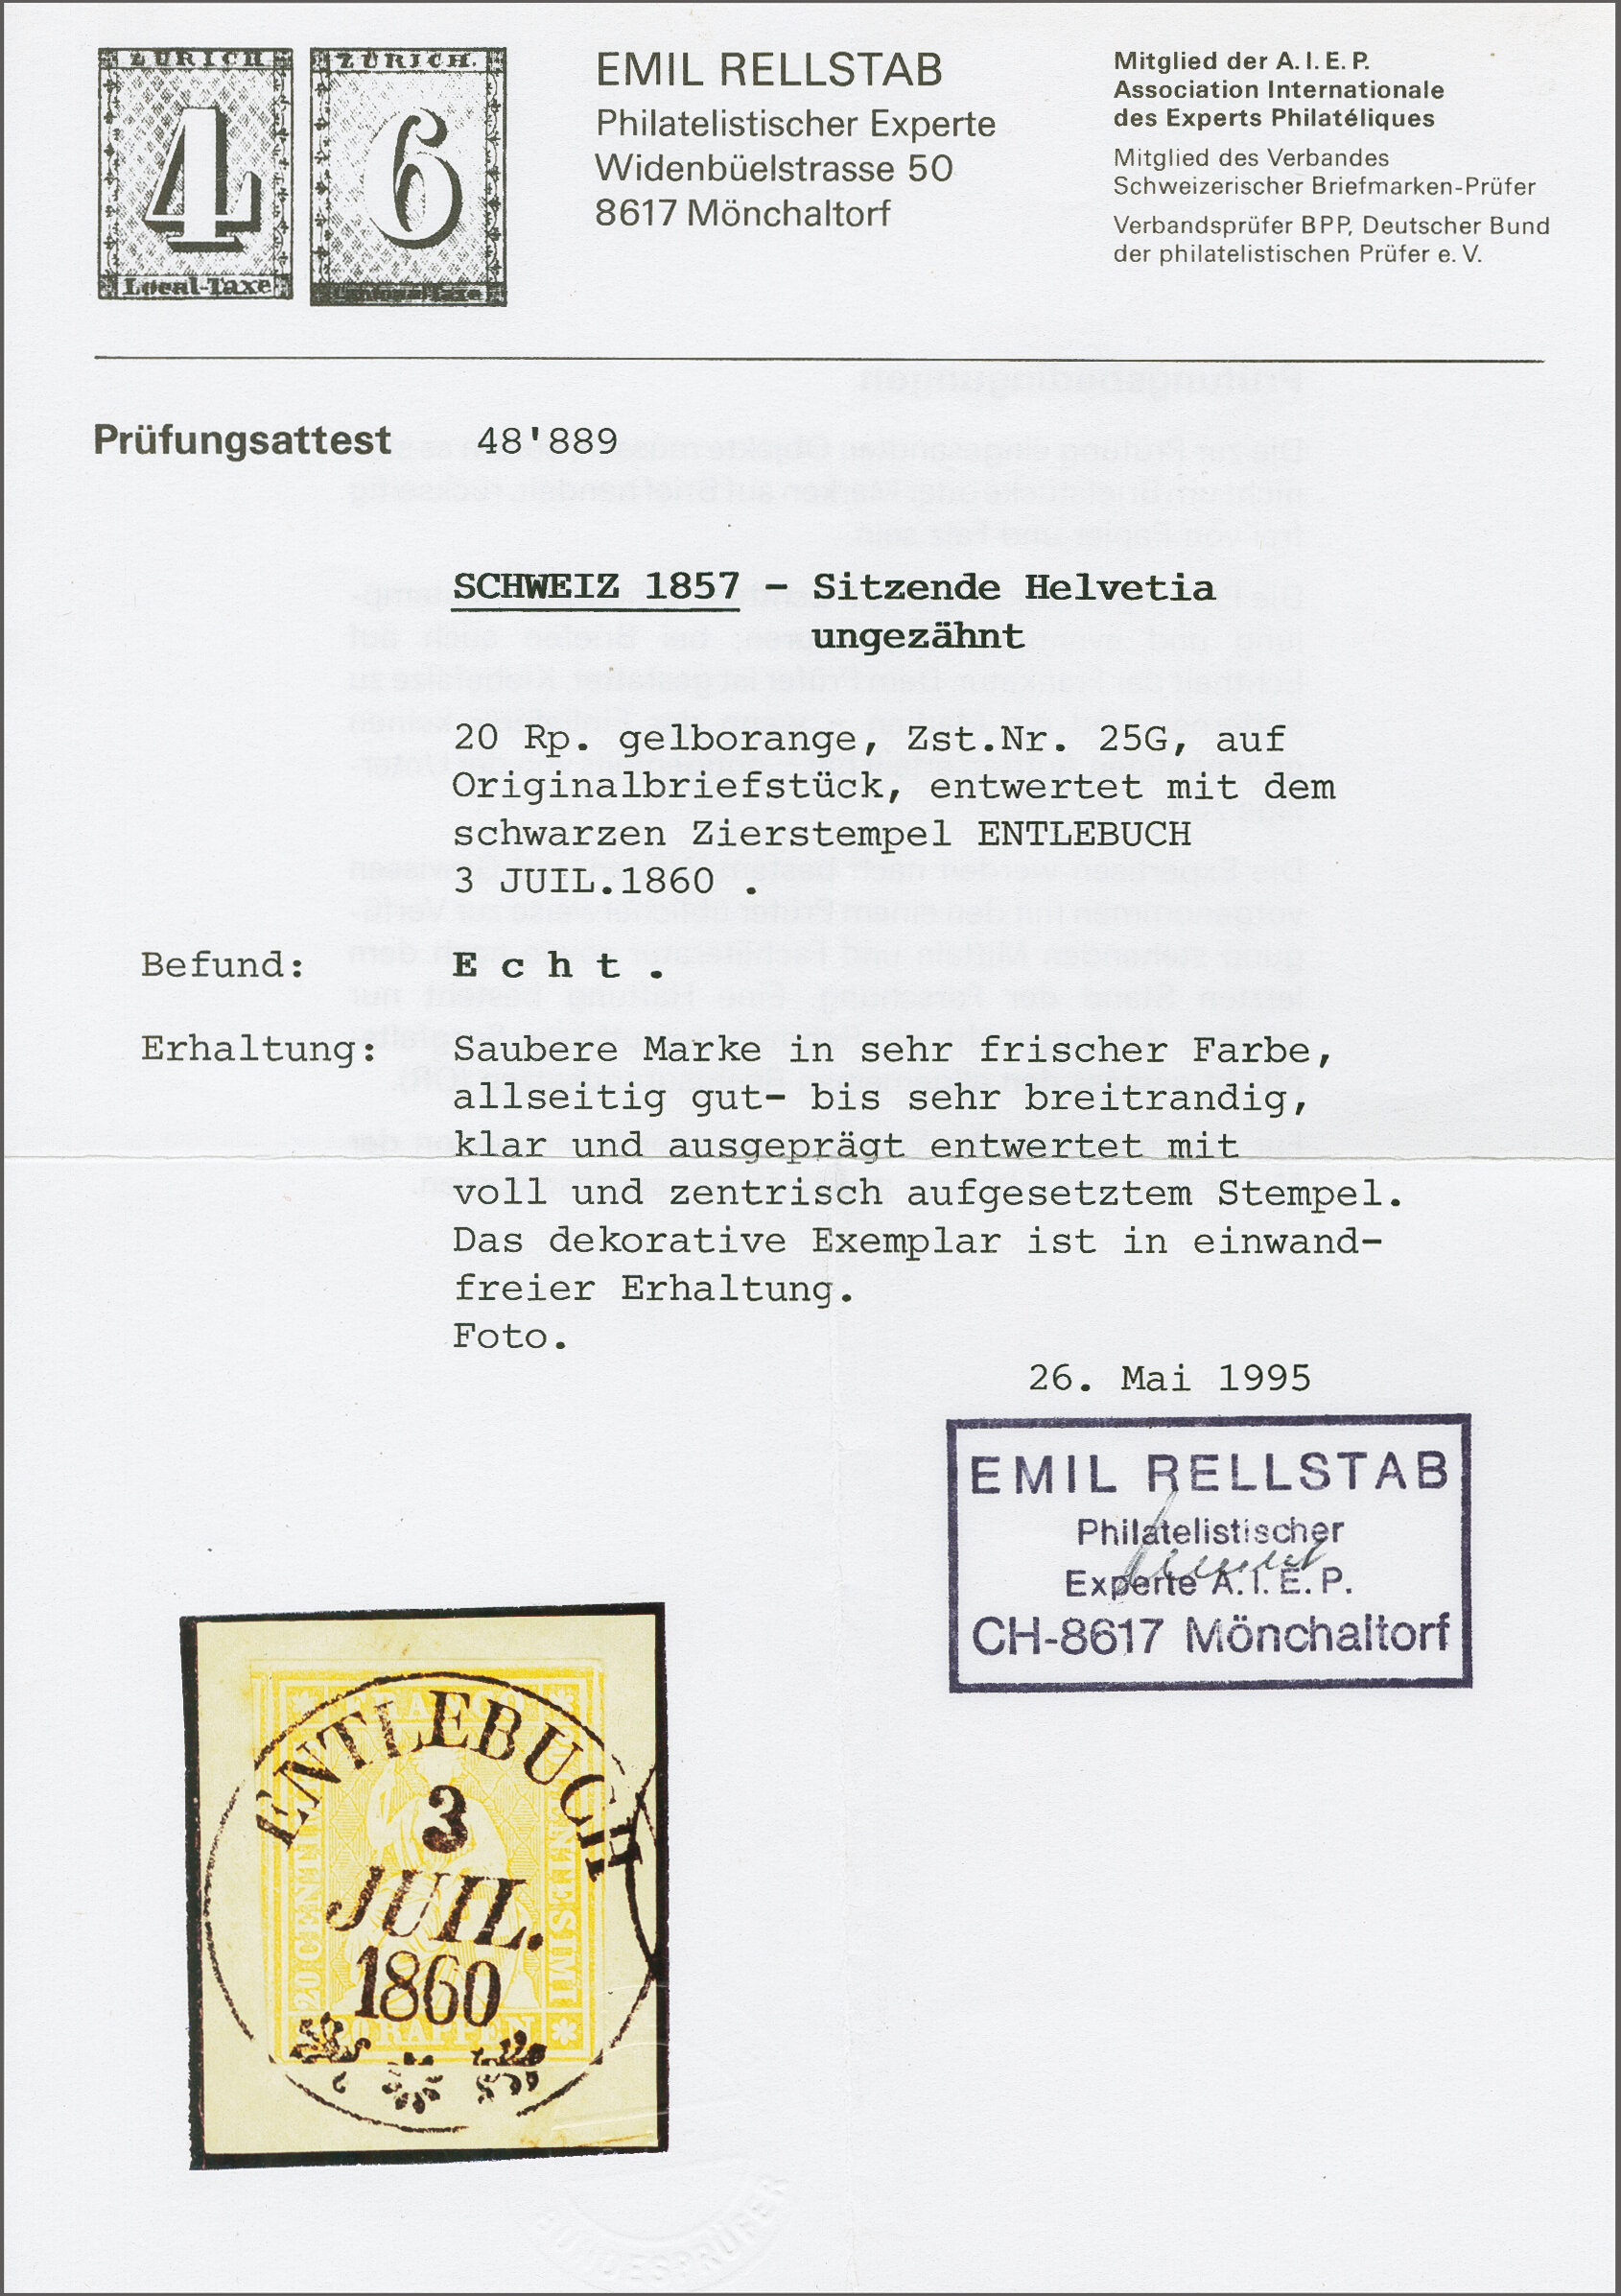 ZÜRICH
4
Local-Taxe
ZÜRICH.
6
Cantonal-Taxe
EMIL RELLSTAB
Philatelistischer Experte
Widenbüelstrasse 50
8617 Mönchaltorf
Mitglied der A. I. E. P.
Association Internationale
des Experts Philatéliques
Mitglied des Verbandes
Schweizerischer Briefmarken-Prüfer
Verbandsprüfer BPP, Deutscher Bund
der philatelistischen Prüfer e. V.
Prüfungsattest 48'889
SCHWEIZ 1857 - Sitzende Helvetia
ungezähnt
20 Rp. gelborange, Zst.Nr. 25G, auf
Originalbriefstück, entwertet mit dem
schwarzen Zierstempel ENTLEBUCH
3 JUIL.1860 .
Befund: E c h t .
Erhaltung: Saubere Marke in sehr frischer Farbe,
allseitig gut- bis sehr breitrandig,
klar und ausgeprägt entwertet mit
voll und zentrisch aufgesetztem Stempel.
Das dekorative Exemplar ist in einwand-
freier Erhaltung.
Foto.
26. Mai 1995
EMIL RELLSTAB
Philatelistischer
Experte A. I. E. P.
CH-8617 Mönchaltorf
FRANCO
ENTLEBUCH
3
JUIL.
1860
RAPPEN
BUNDESPRÜFER